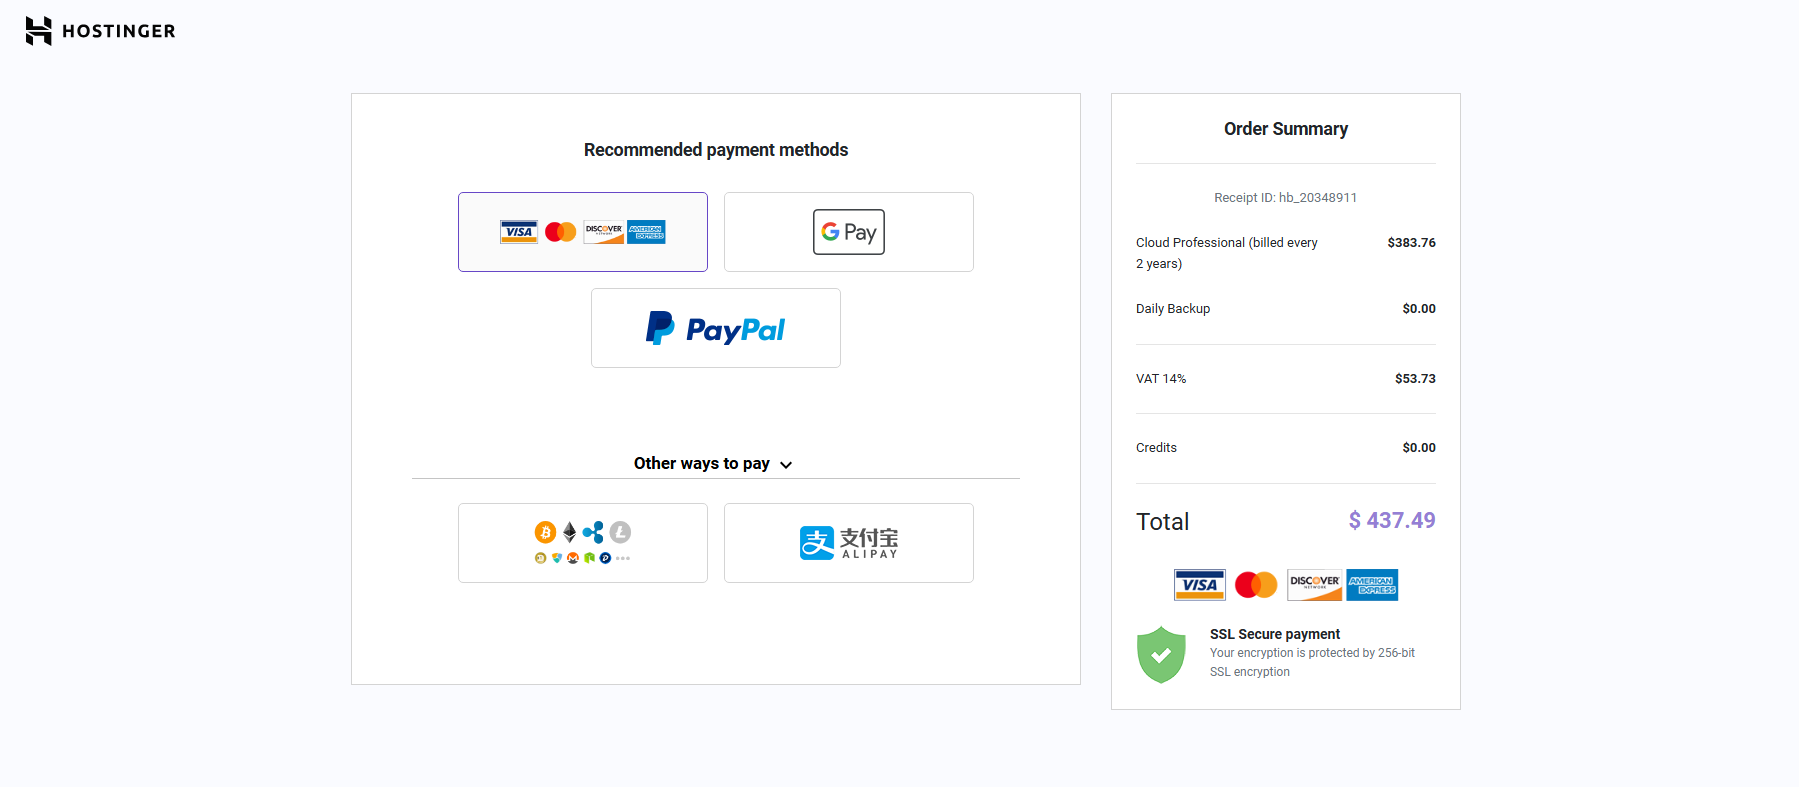 HOSTINGER
Recommended payment methods
VISA
DISCOVER
NETWORK
AMERICAN
EXPRESS
G Pay
PayPal
Other ways to pay
支付宝
ALIPAY
Order Summary
Receipt ID: hb_20348911
Cloud Professional (billed every
2 years)
$383.76
Daily Backup
$0.00
VAT 14%
$53.73
Credits
$0.00
Total
$ 437.49
VISA
DISCOVER
NETWORK
AMERICAN
EXPRESS
SSL Secure payment
Your encryption is protected by 256-bit
SSL encryption